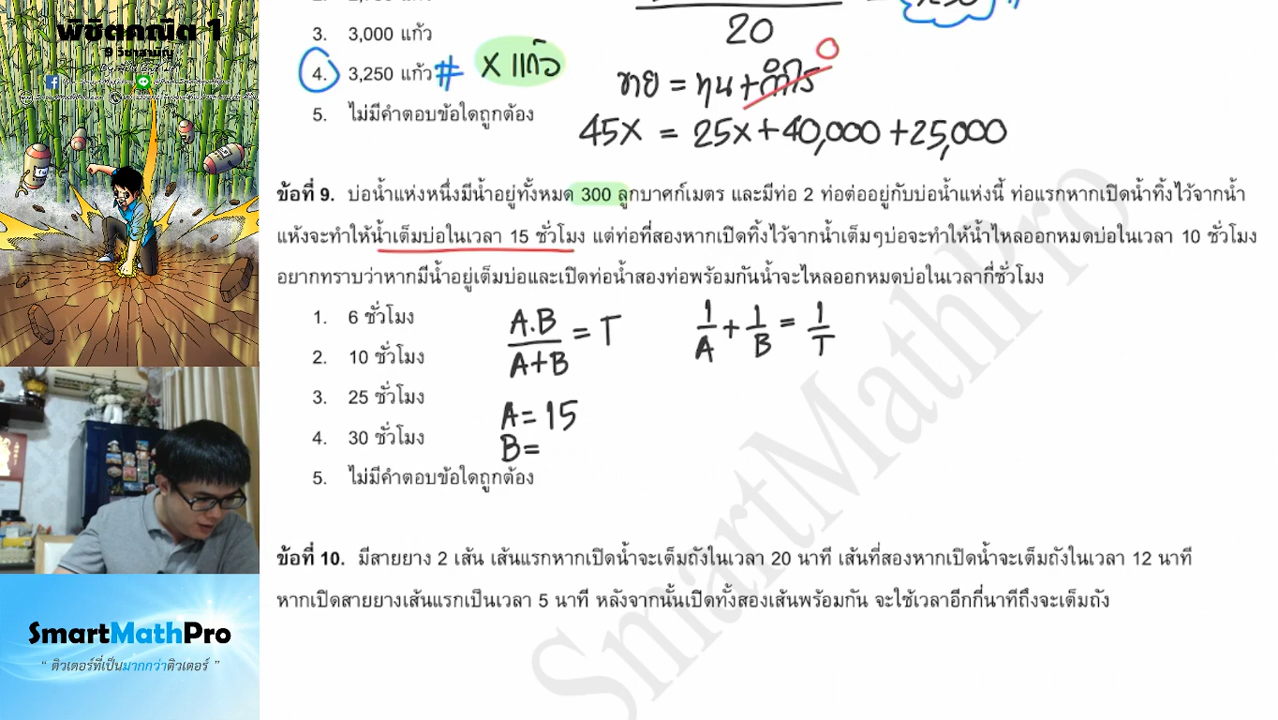 พิชิตคณิต 1
9 วิชาสามัญ
20
3. 3,000 แก้ว
4. 3,250 แก้ว # X แก้ว
ขาย = ทุน + กำไร 0
5. ไม่มีคำตอบข้อใดถูกต้อง
45X = 25X + 40,000 + 25,000
ข้อที่ 9. บ่อน้ำแห่งหนึ่งมีน้ำอยู่ทั้งหมด 300 ลูกบาศก์เมตร และมีท่อ 2 ท่อต่ออยู่กับบ่อน้ำแห่งนี้ ท่อแรกหากเปิดน้ำทิ้งไว้จากน้ำ
แห้งจะทำให้น้ำเต็มบ่อในเวลา 15 ชั่วโมง แต่ท่อที่สองหากเปิดทิ้งไว้จากน้ำเต็มๆบ่อจะทำให้น้ำไหลออกหมดบ่อในเวลา 10 ชั่วโมง
อยากทราบว่าหากมีน้ำอยู่เต็มบ่อและเปิดท่อน้ำสองท่อพร้อมกันน้ำจะไหลออกหมดบ่อในเวลากี่ชั่วโมง
1. 6 ชั่วโมง
2. 10 ชั่วโมง
3. 25 ชั่วโมง
4. 30 ชั่วโมง
5. ไม่มีคำตอบข้อใดถูกต้อง
A.B/A+B = T
1/A + 1/B = 1/T
A = 15
B =
ข้อที่ 10. มีสายยาง 2 เส้น เส้นแรกหากเปิดน้ำจะเต็มถังในเวลา 20 นาที เส้นที่สองหากเปิดน้ำจะเต็มถังในเวลา 12 นาที
หากเปิดสายยางเส้นแรกเป็นเวลา 5 นาที หลังจากนั้นเปิดทั้งสองเส้นพร้อมกัน จะใช้เวลาอีกกี่นาทีถึงจะเต็มถัง
SmartMathPro
SmartMathPro
“ ติวเตอร์ที่เป็นมากกว่าติวเตอร์ ”